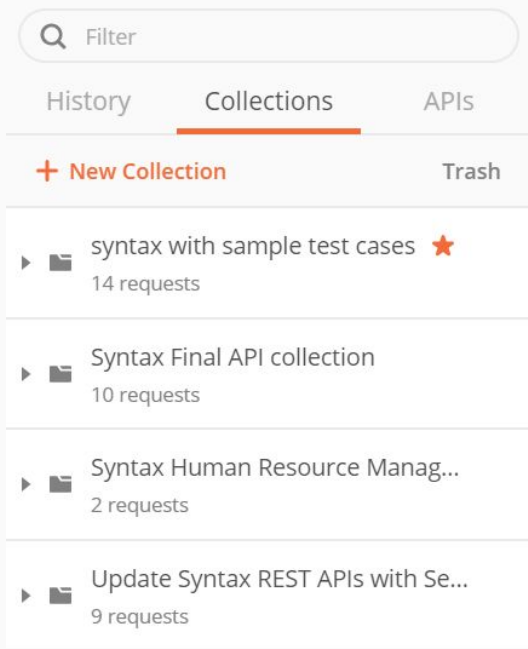 Filter
History Collections APIs
+ New Collection Trash
syntax with sample test cases
14 requests
Syntax Final API collection
10 requests
Syntax Human Resource Manag...
2 requests
Update Syntax REST APIs with Se...
9 requests